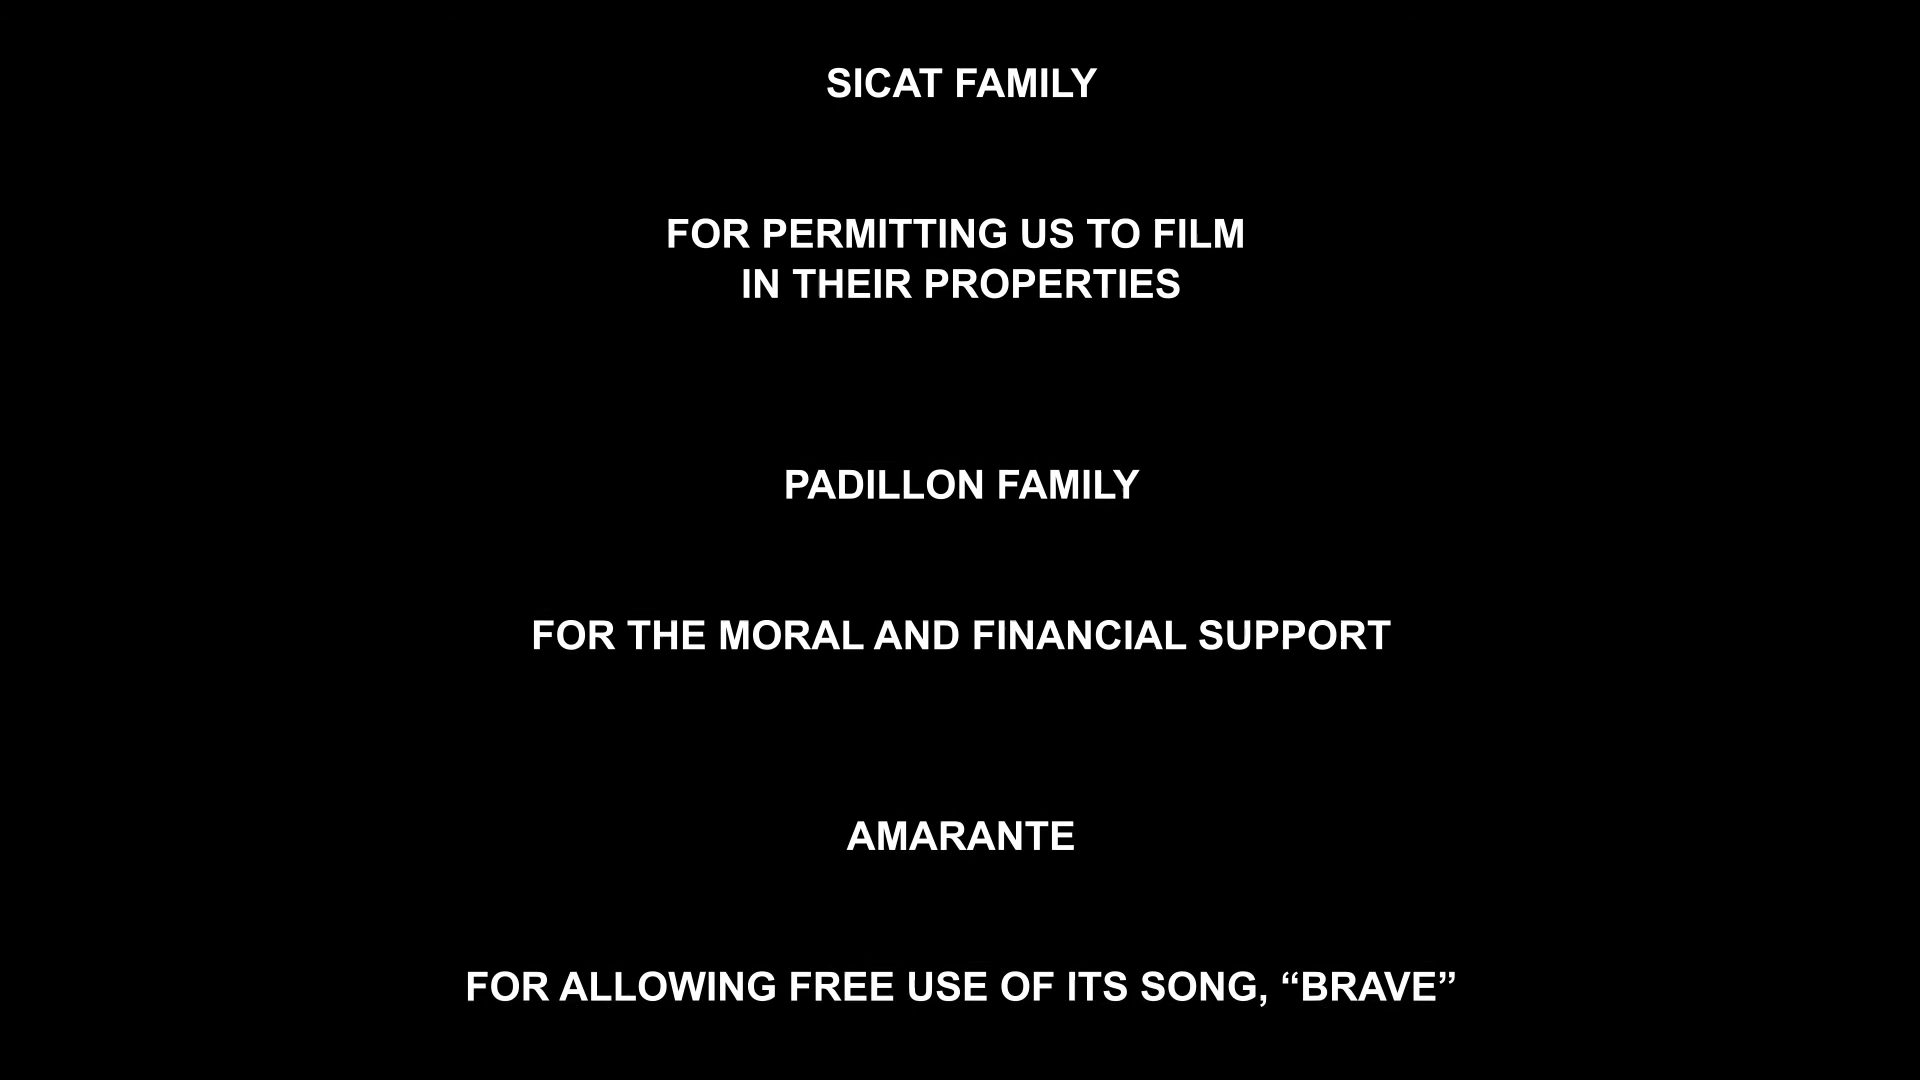 SICAT FAMILY
FOR PERMITTING US TO FILM
IN THEIR PROPERTIES
PADILLON FAMILY
FOR THE MORAL AND FINANCIAL SUPPORT
AMARANTE
FOR ALLOWING FREE USE OF ITS SONG, “BRAVE”